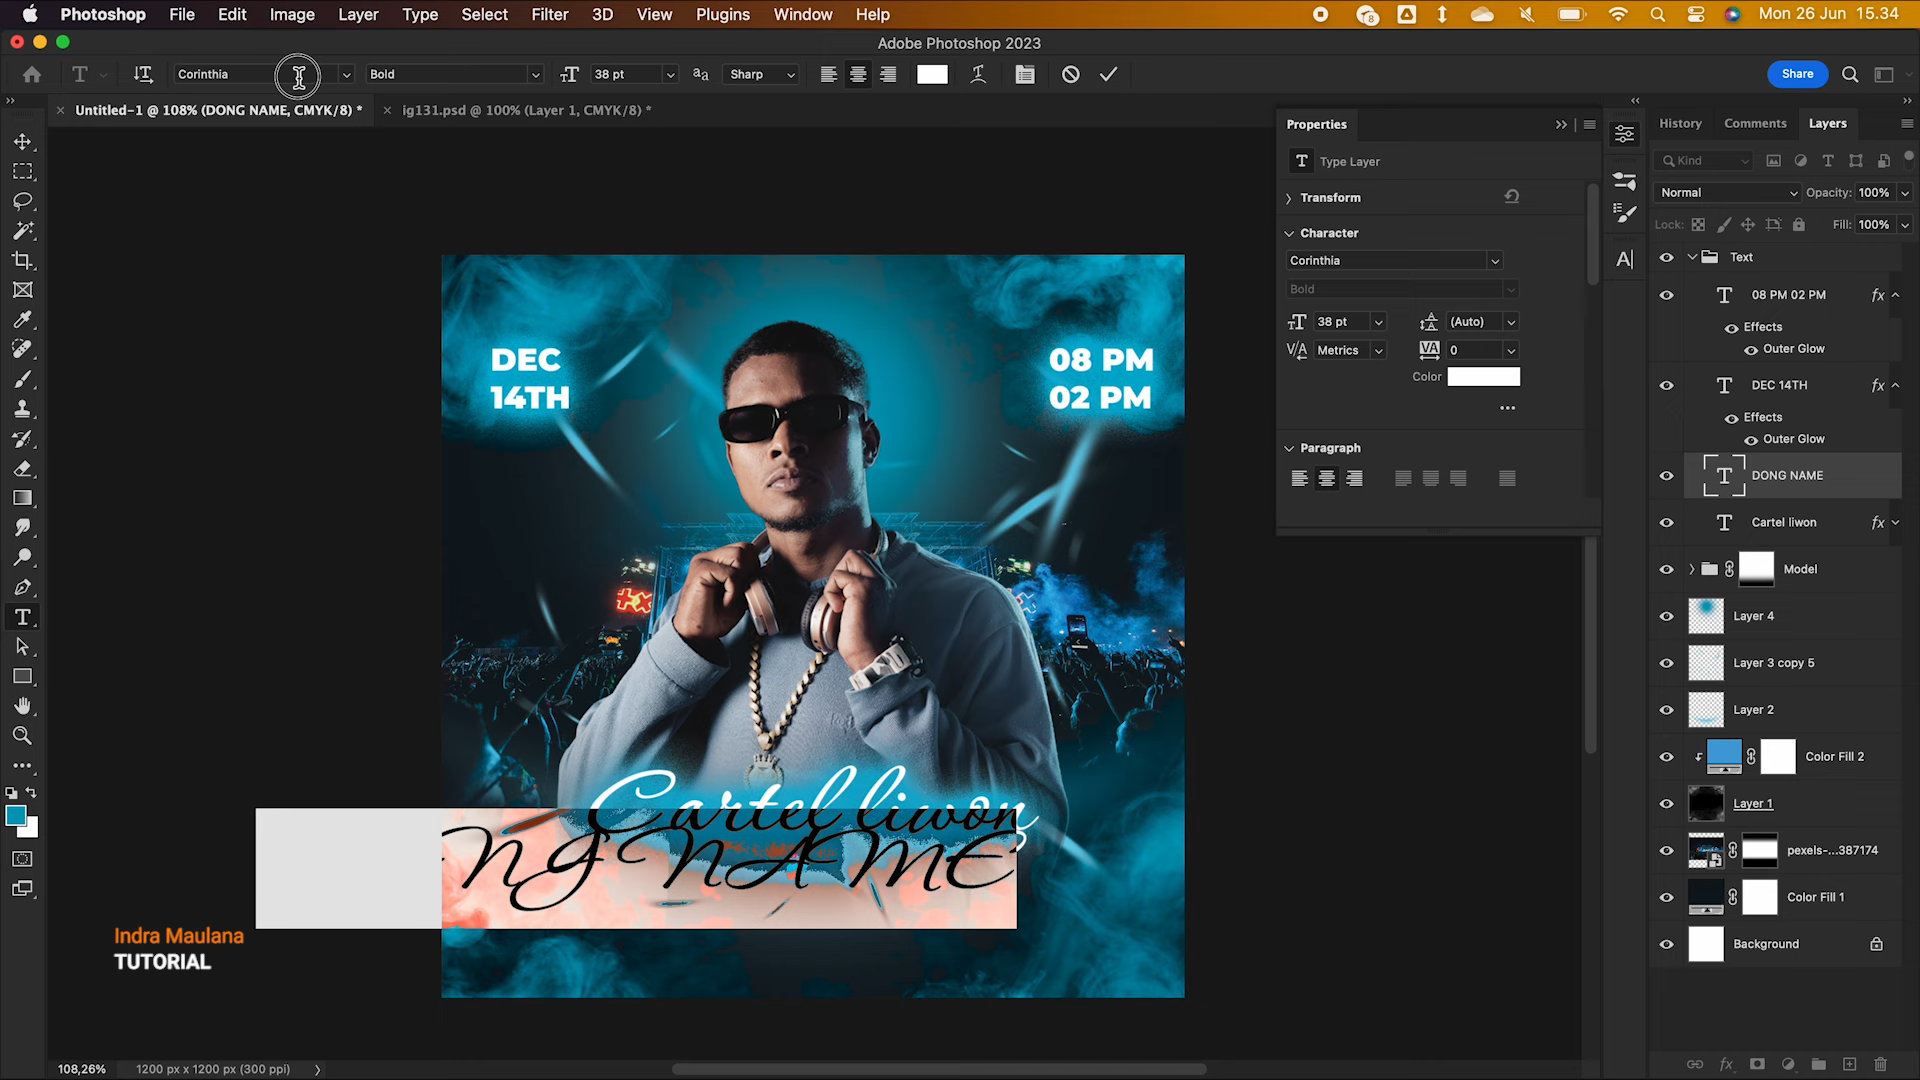 Photoshop File Edit Image Layer Type Select Filter 3D View Plugins Window Help
8
Mon 26 Jun 15.34
Adobe Photoshop 2023
Corinthia
Bold
38 pt
Sharp
Share
Untitled-1 @ 108% (DONG NAME, CMYK/8) *
ig131.psd @ 100% (Layer 1, CMYK/8) *
Properties
Type Layer
Transform
Character
Corinthia
Bold
38 pt
(Auto)
Metrics
0
Color
Paragraph
History Comments Layers
Kind
Normal
Opacity: 100%
Lock:
Fill: 100%
Text
08 PM 02 PM fx
Effects
Outer Glow
DEC 14TH fx
Effects
Outer Glow
DONG NAME
Cartel liwon fx
Model
Layer 4
Layer 3 copy 5
Layer 2
Color Fill 2
Layer 1
pexels-...387174
Color Fill 1
Background
DEC
14TH
08 PM
02 PM
Cartel liwon
NG NAME
Indra Maulana
TUTORIAL
108,26%
1200 px x 1200 px (300 ppi)